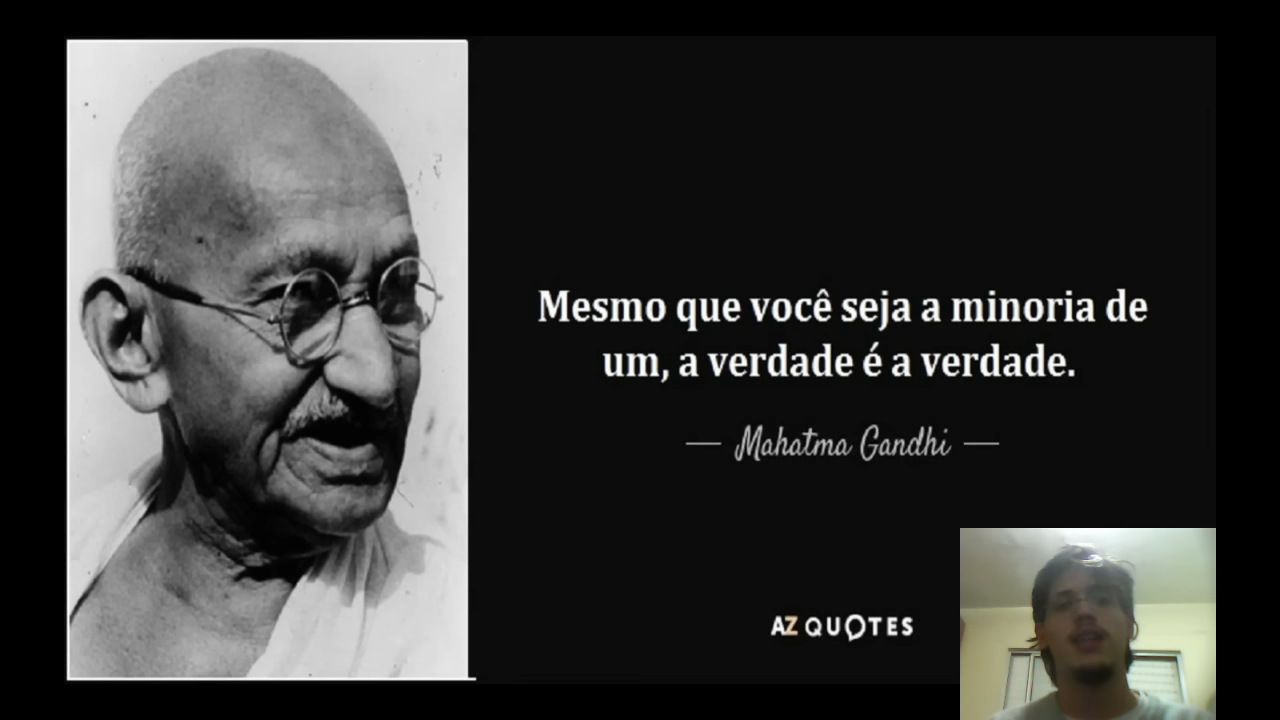 Mesmo que você seja a minoria de
um, a verdade é a verdade.
— Mahatma Gandhi —
AZ QUOTES